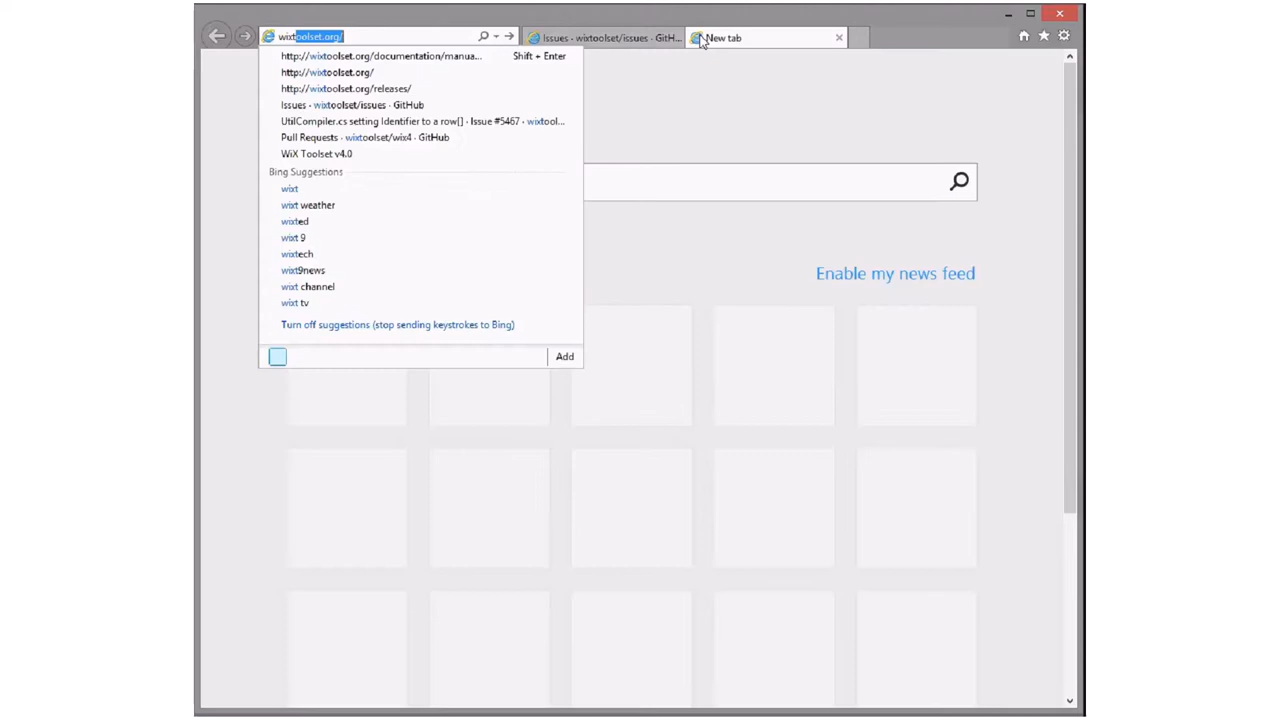 wixtoolset.org/
Issues - wixtoolset/issues - GitH...
New tab
http://wixtoolset.org/documentation/manua... Shift + Enter
http://wixtoolset.org/
http://wixtoolset.org/releases/
Issues · wixtoolset/issues · GitHub
UtilCompiler.cs setting Identifier to a row[] · Issue #5467 · wixtool...
Pull Requests · wixtoolset/wix4 · GitHub
WiX Toolset v4.0
Bing Suggestions
wixt
wixt weather
wixted
wixt 9
wixtech
wixt9news
wixt channel
wixt tv
Turn off suggestions (stop sending keystrokes to Bing)
Add
Enable my news feed